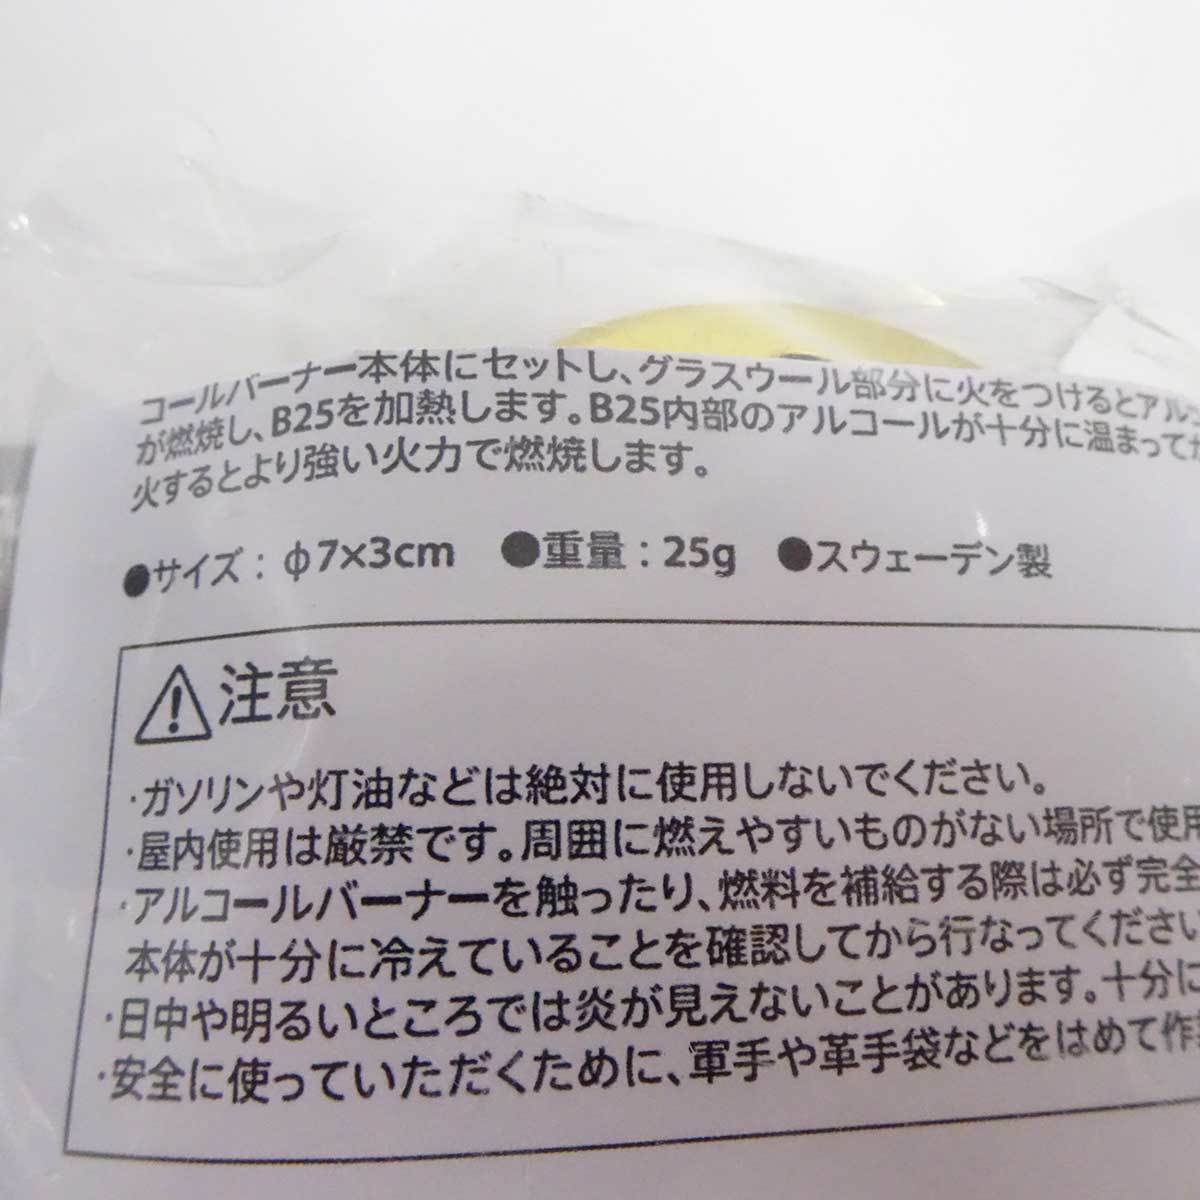 コールバーナー本体にセットし、グラスウール部分に火をつけるとアル
が燃焼し、B25を加熱します。B25内部のアルコールが十分に温まって
火するとより強い火力で燃焼します。
●サイズ：φ7×3cm ●重量：25g ●スウェーデン製
注意
・ガソリンや灯油などは絶対に使用しないでください。
・屋内使用は厳禁です。周囲に燃えやすいものがない場所で使用
・アルコールバーナーを触ったり、燃料を補給する際は必ず完全
本体が十分に冷えていることを確認してから行なってください
・日中や明るいところでは炎が見えないことがあります。十分に
・安全に使っていただくために、軍手や革手袋などをはめて作